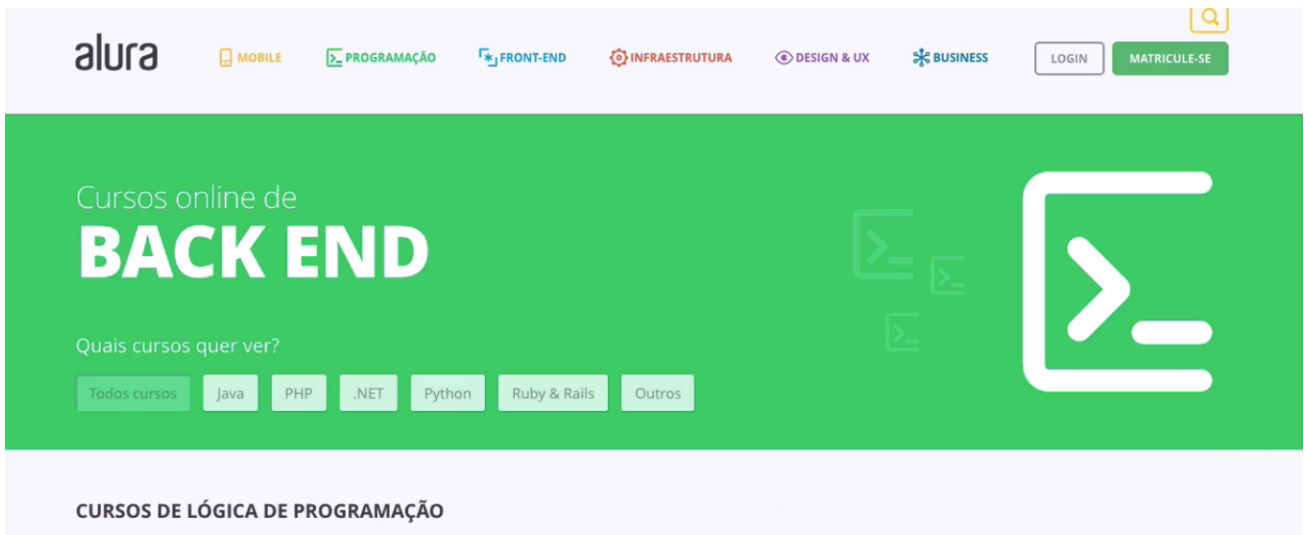 alura
MOBILE PROGRAMAÇÃO FRONT-END INFRAESTRUTURA DESIGN & UX BUSINESS LOGIN MATRICULE-SE
Cursos online de
BACK END
Quais cursos quer ver?
Todos cursos Java PHP .NET Python Ruby & Rails Outros
CURSOS DE LÓGICA DE PROGRAMAÇÃO